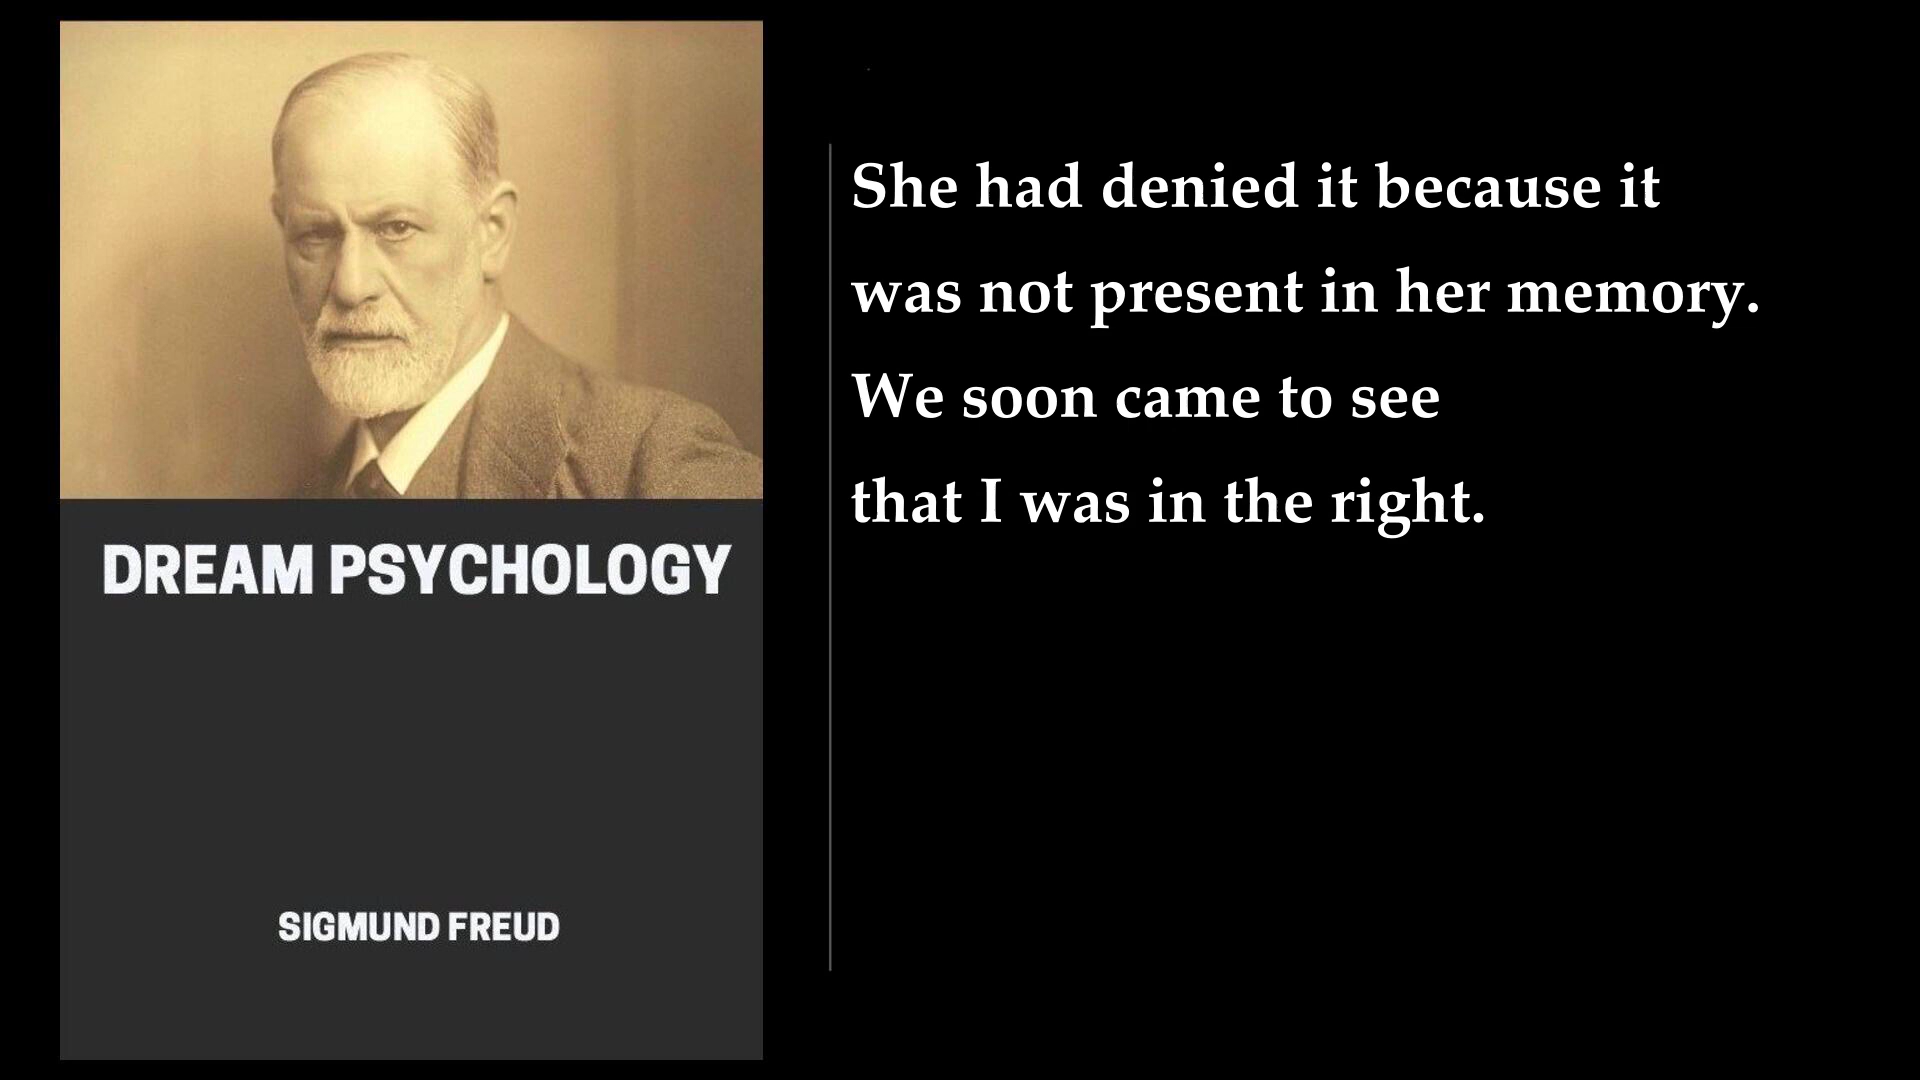 DREAM PSYCHOLOGY
SIGMUND FREUD
She had denied it because it
was not present in her memory.
We soon came to see
that I was in the right.